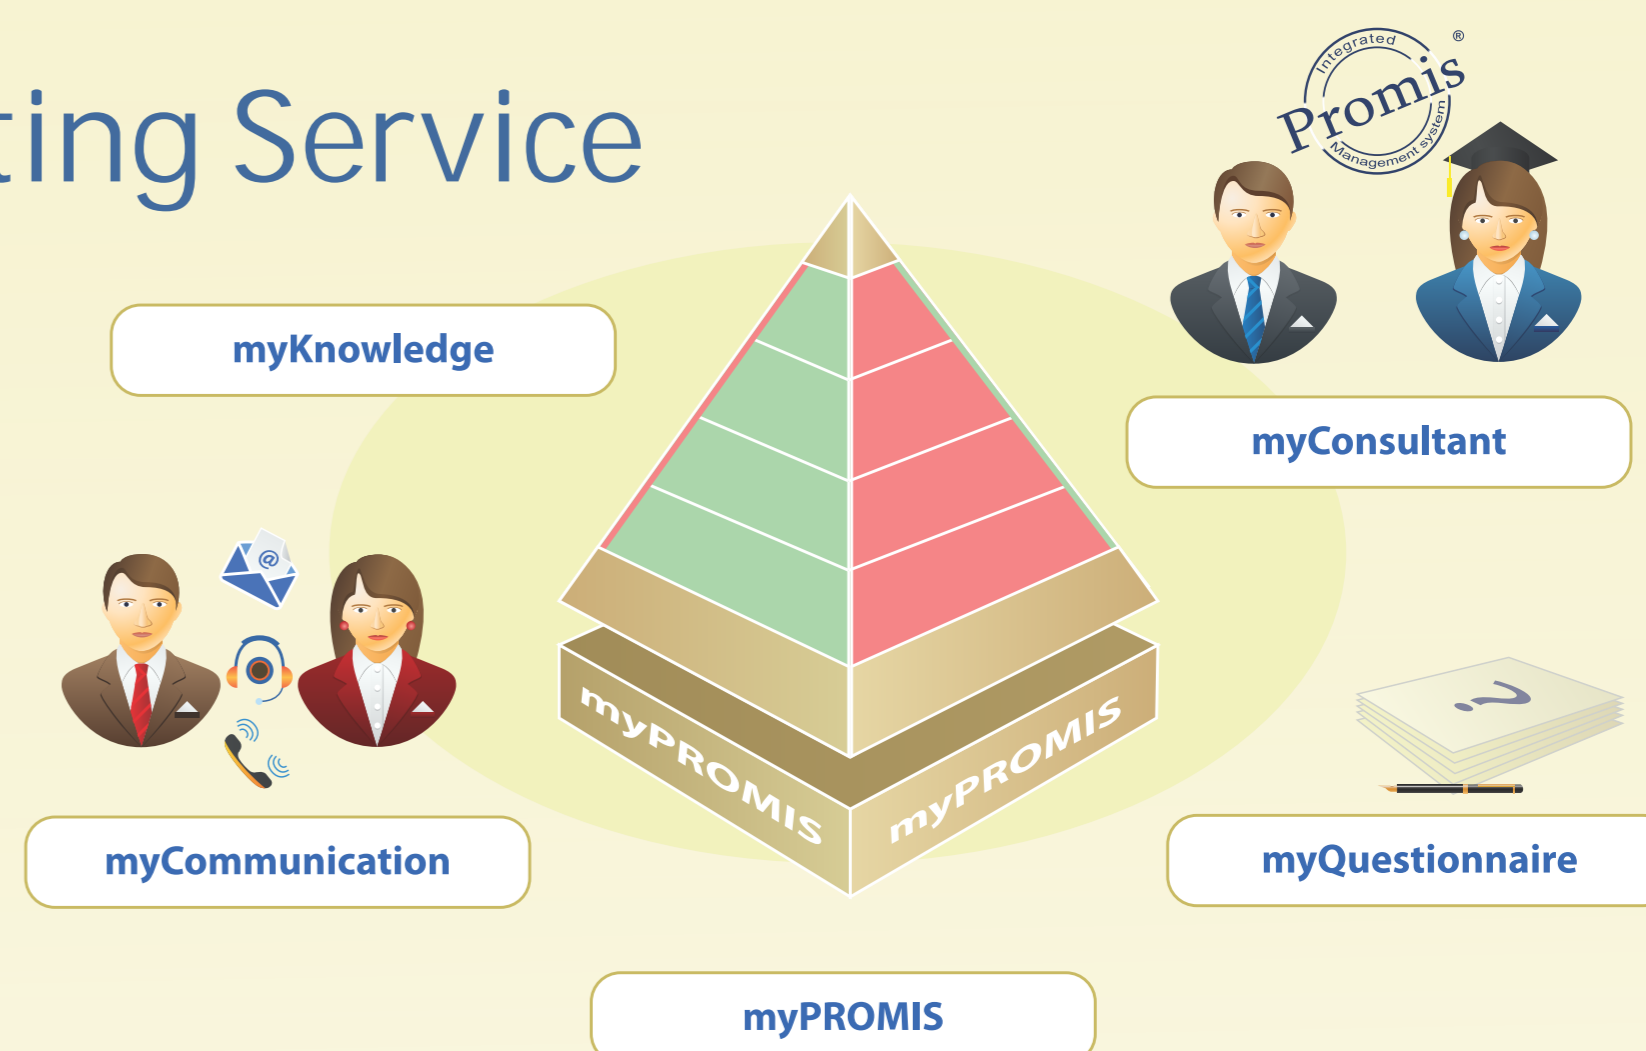 ting Service
Integrated
Promis
®
Management system
myKnowledge
myConsultant
@
myPROMIS
myPROMIS
?
myCommunication
myQuestionnaire
myPROMIS